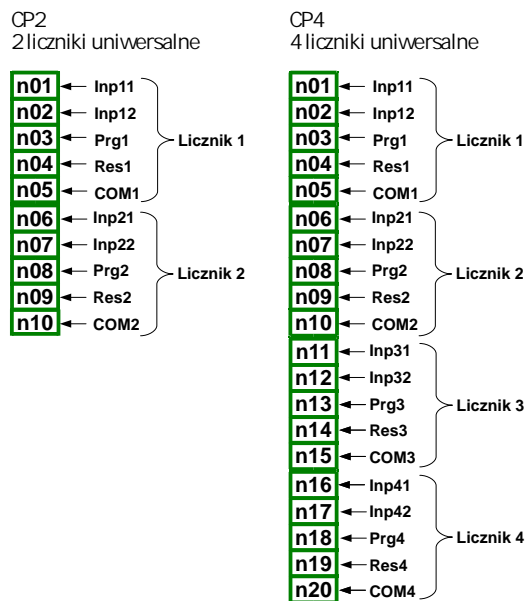 CP2
2 liczniki uniwersalne
n01 Inp11
n02 Inp12
n03 Prg1
n04 Res1
n05 COM1
Licznik 1
n06 Inp21
n07 Inp22
n08 Prg2
n09 Res2
n10 COM2
Licznik 2
CP4
4 liczniki uniwersalne
n01 Inp11
n02 Inp12
n03 Prg1
n04 Res1
n05 COM1
Licznik 1
n06 Inp21
n07 Inp22
n08 Prg2
n09 Res2
n10 COM2
Licznik 2
n11 Inp31
n12 Inp32
n13 Prg3
n14 Res3
n15 COM3
Licznik 3
n16 Inp41
n17 Inp42
n18 Prg4
n19 Res4
n20 COM4
Licznik 4